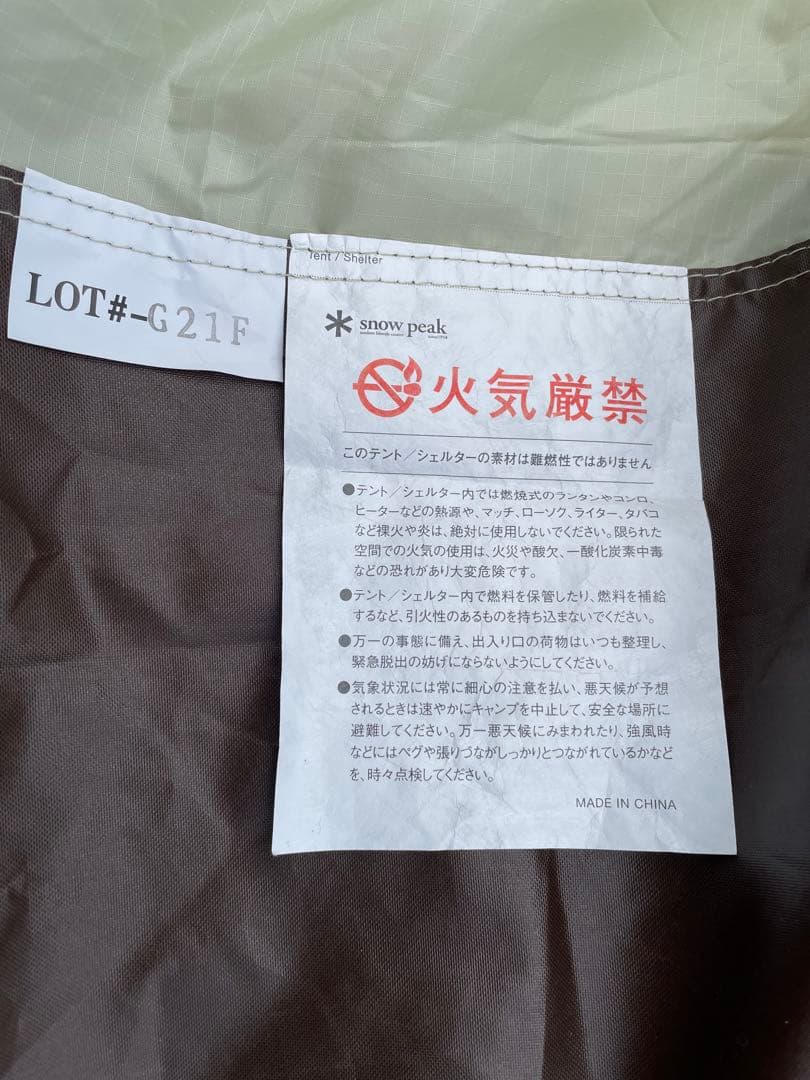 LOT#-G21F
Tent / Shelter
snow peak
火気厳禁
このテント／シェルターの素材は難燃性ではありません
●テント／シェルター内では燃焼式のランタンやコンロ、
ヒーターなどの熱源や、マッチ、ローソク、ライター、タバコ
など裸火や炎は、絶対に使用しないでください。限られた
空間での火気の使用は、火災や酸欠、一酸化炭素中毒
などの恐れがあり大変危険です。
●テント／シェルター内で燃料を保管したり、燃料を補給
するなど、引火性のあるものを持ち込まないでください。
●万一の事態に備え、出入り口の荷物はいつも整理し、
緊急脱出の妨げにならないようにしてください。
●気象状況には常に細心の注意を払い、悪天候が予想
されるときは速やかにキャンプを中止して、安全な場所に
避難してください。万一悪天候にみまわれたり、強風時
などにはペグや張りづながしっかりとつながれているかなど
を、時々点検してください。
MADE IN CHINA